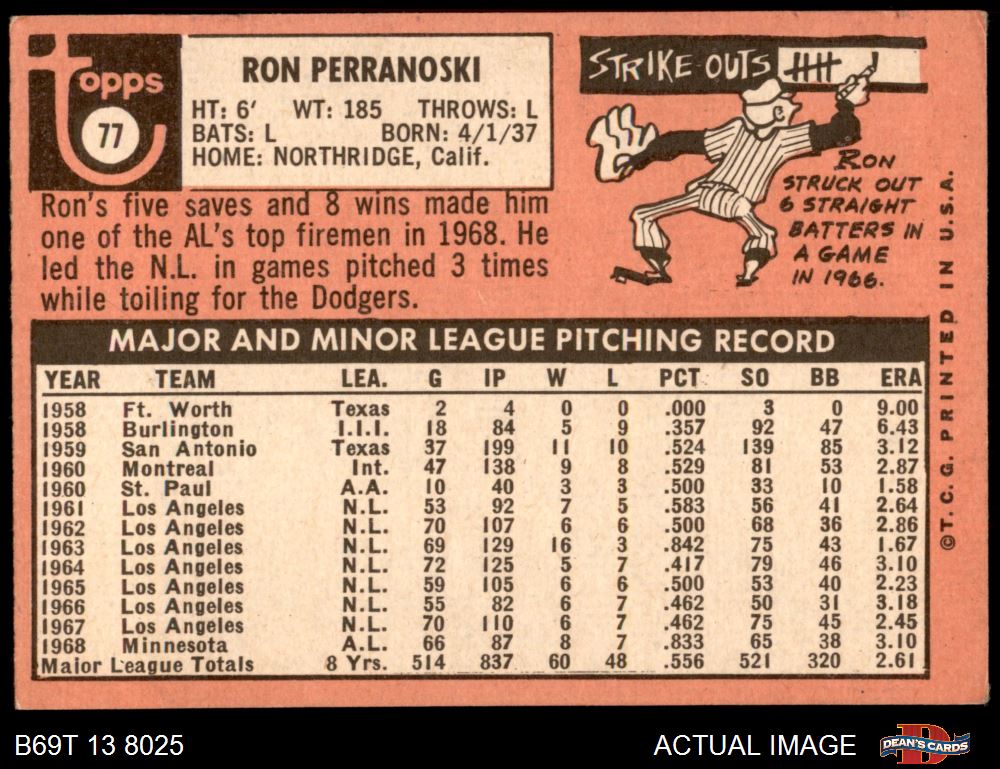 Topps
77
RON PERRANOSKI
HT: 6' WT: 185 THROWS: L
BATS: L BORN: 4/1/37
HOME: NORTHRIDGE, Calif.
Ron's five saves and 8 wins made him
one of the AL's top firemen in 1968. He
led the N.L. in games pitched 3 times
while toiling for the Dodgers.
STRIKE OUTS
RON
STRUCK OUT
6 STRAIGHT
BATTERS IN
A GAME
IN 1966.
MAJOR AND MINOR LEAGUE PITCHING RECORD
YEAR TEAM LEA. G IP W L PCT SO BB ERA
1958 Ft. Worth Texas 2 4 0 0 .000 3 0 9.00
1958 Burlington I.I.I. 18 84 5 9 .357 92 47 6.43
1959 San Antonio Texas 37 199 11 10 .524 139 85 3.12
1960 Montreal Int. 47 138 9 8 .529 81 53 2.87
1960 St. Paul A.A. 10 40 3 3 .500 33 10 1.58
1961 Los Angeles N.L. 53 92 7 5 .583 56 41 2.64
1962 Los Angeles N.L. 70 107 6 6 .500 68 36 2.86
1963 Los Angeles N.L. 69 129 16 3 .842 75 43 1.67
1964 Los Angeles N.L. 72 125 5 7 .417 79 46 3.10
1965 Los Angeles N.L. 59 105 6 6 .500 53 40 2.23
1966 Los Angeles N.L. 55 82 6 7 .462 50 31 3.18
1967 Los Angeles N.L. 70 110 6 7 .462 75 45 2.45
1968 Minnesota A.L. 66 87 8 7 .833 65 38 3.10
Major League Totals 8 Yrs. 514 837 60 48 .556 521 320 2.61
©T. C. G. PRINTED IN U.S.A.
B69T 13 8025
ACTUAL IMAGE
DEAN'S CARDS